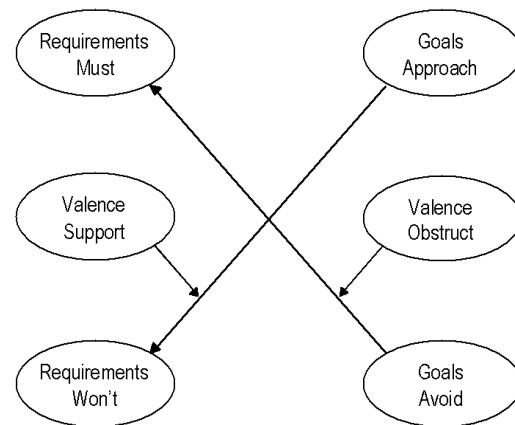 Requirements
Must
Goals
Approach
Valence
Support
Valence
Obstruct
Requirements
Won't
Goals
Avoid